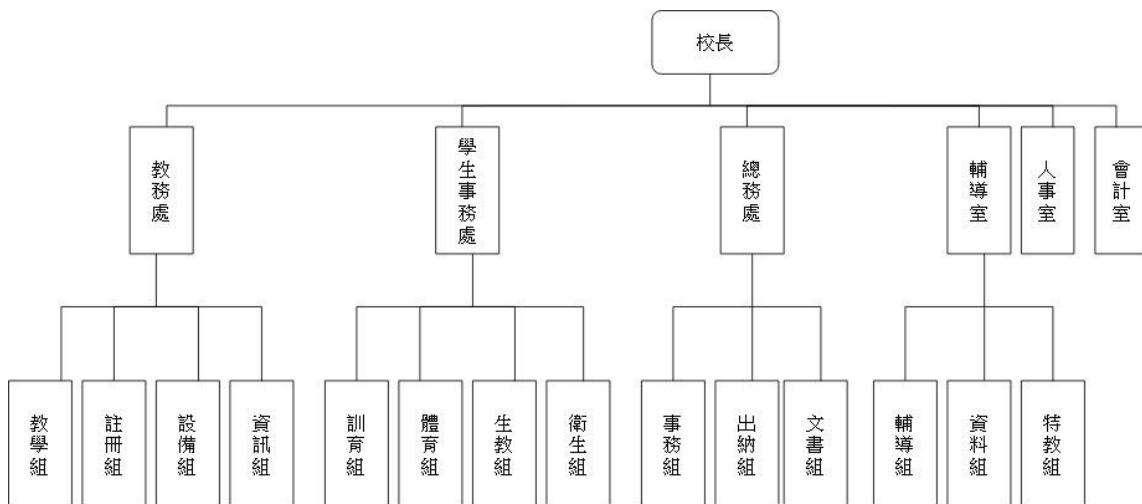 校長
教務處
學生事務處
總務處
輔導室
人事室
會計室
教學組
註冊組
設備組
資訊組
訓育組
體育組
生教組
衛生組
事務組
出納組
文書組
輔導組
資料組
特教組